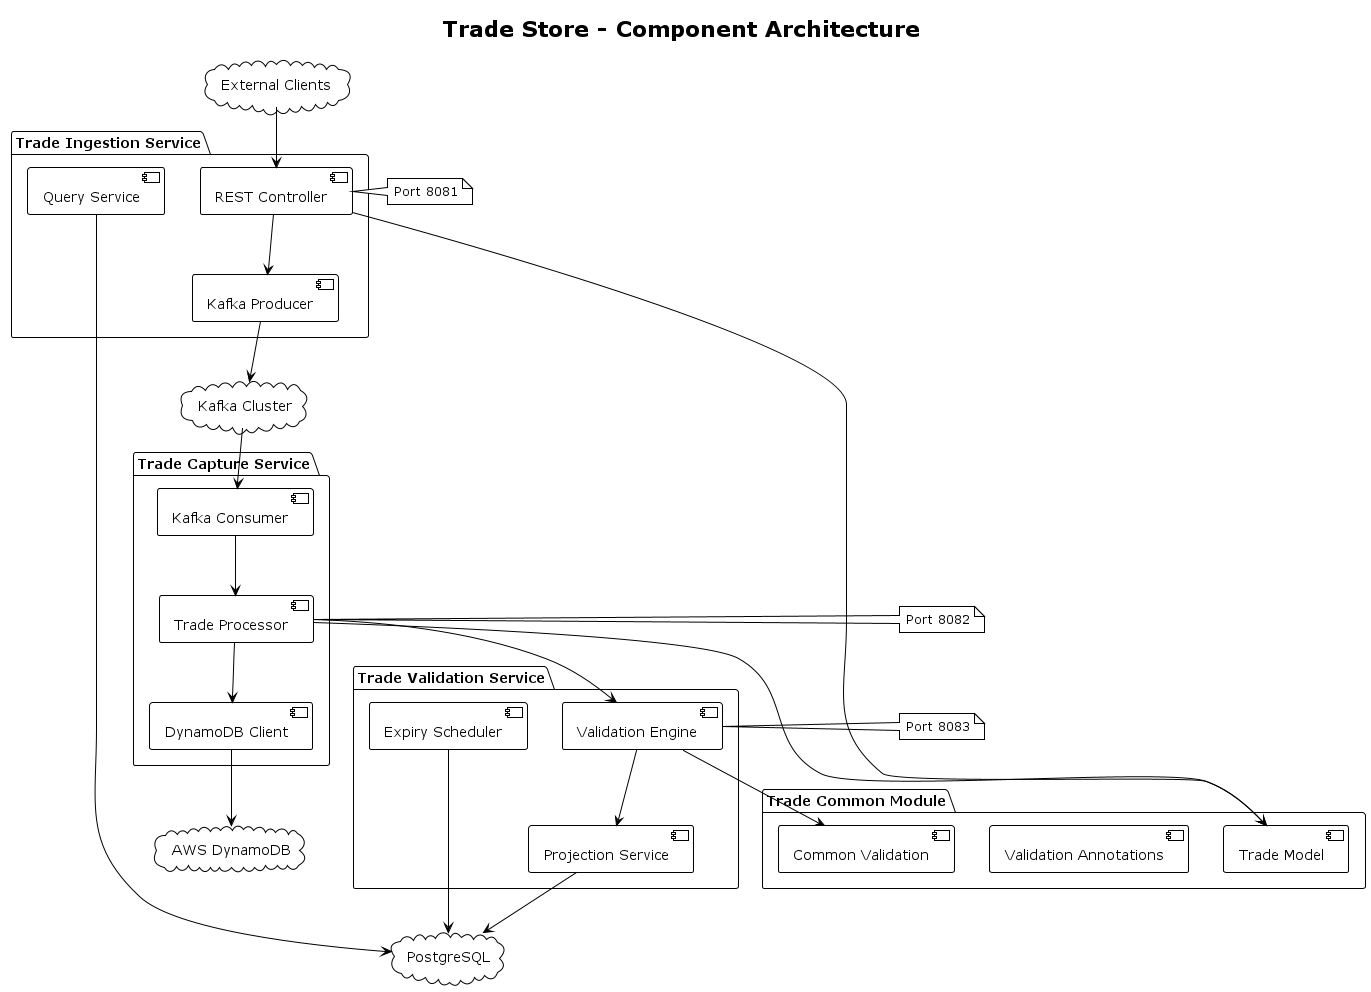 Trade Store - Component Architecture
External Clients
Trade Ingestion Service
Query Service
REST Controller
Port 8081
Kafka Producer
Kafka Cluster
Trade Capture Service
Kafka Consumer
Trade Processor
Port 8082
Trade Validation Service
DynamoDB Client
Expiry Scheduler
Validation Engine
Port 8083
Trade Common Module
AWS DynamoDB
Projection Service
Common Validation
Validation Annotations
Trade Model
PostgreSQL